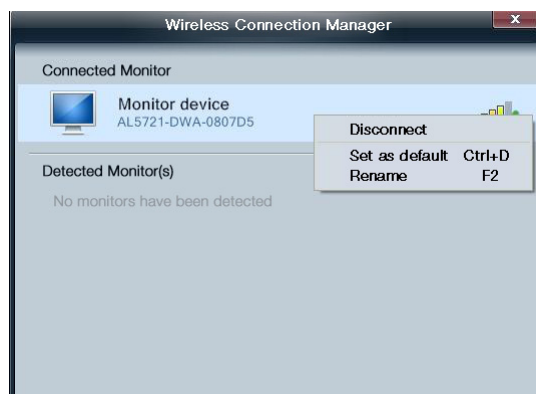 Wireless Connection Manager
x
Connected Monitor
Monitor device
AL5721-DWA-0807D5
Disconnect
Set as default Ctrl+D
Rename F2
Detected Monitor(s)
No monitors have been detected